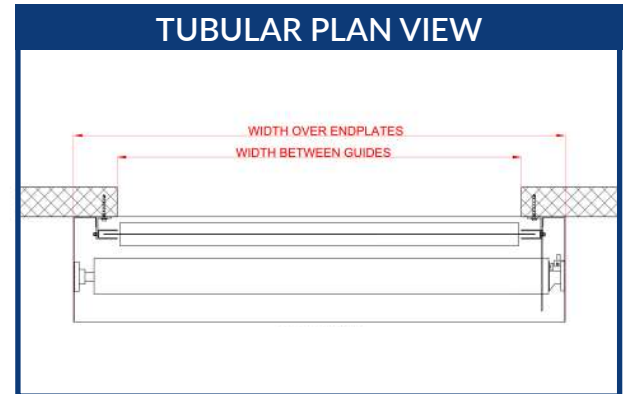 TUBULAR PLAN VIEW
WIDTH OVER ENDPLATES
WIDTH BETWEEN GUIDES